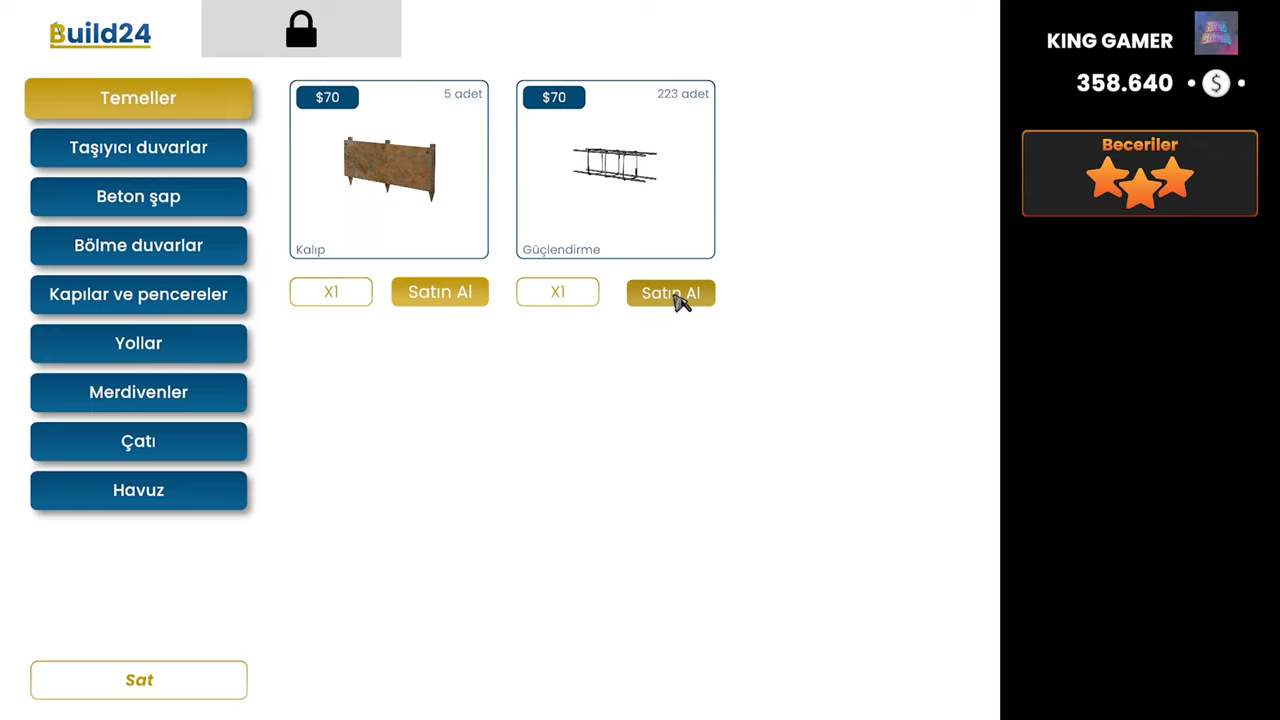 Build24
KING GAMER
358.640
Temeller
Taşıyıcı duvarlar
Beton şap
Bölme duvarlar
Kapılar ve pencereler
Yollar
Merdivenler
Çatı
Havuz
Sat
$70
5 adet
Kalıp
X1
Satın Al
$70
223 adet
Güçlendirme
X1
Satın Al
Beceriler